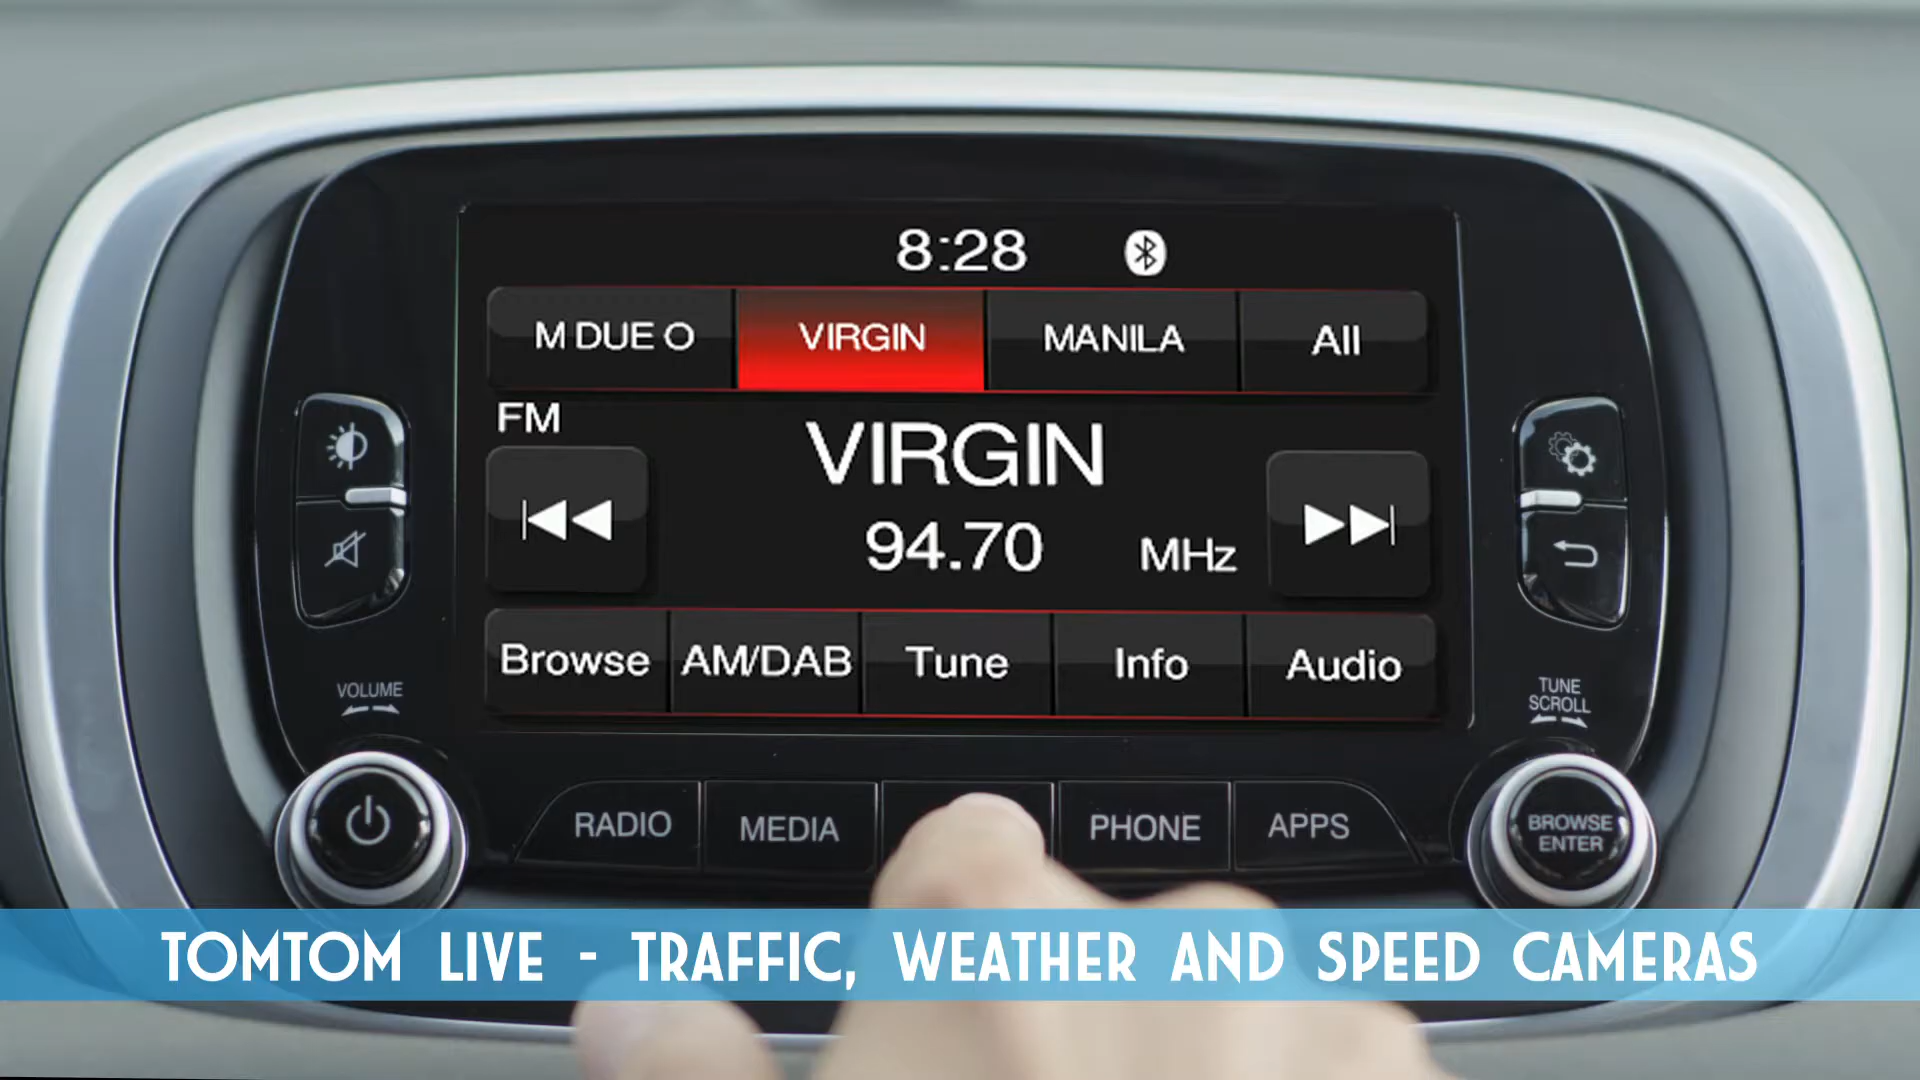 8:28
M DUE O VIRGIN MANILA All
FM
VIRGIN
94.70 MHz
Browse AM/DAB Tune Info Audio
VOLUME
TUNE
SCROLL
RADIO MEDIA PHONE APPS
BROWSE
ENTER
TOMTOM LIVE - TRAFFIC, WEATHER AND SPEED CAMERAS